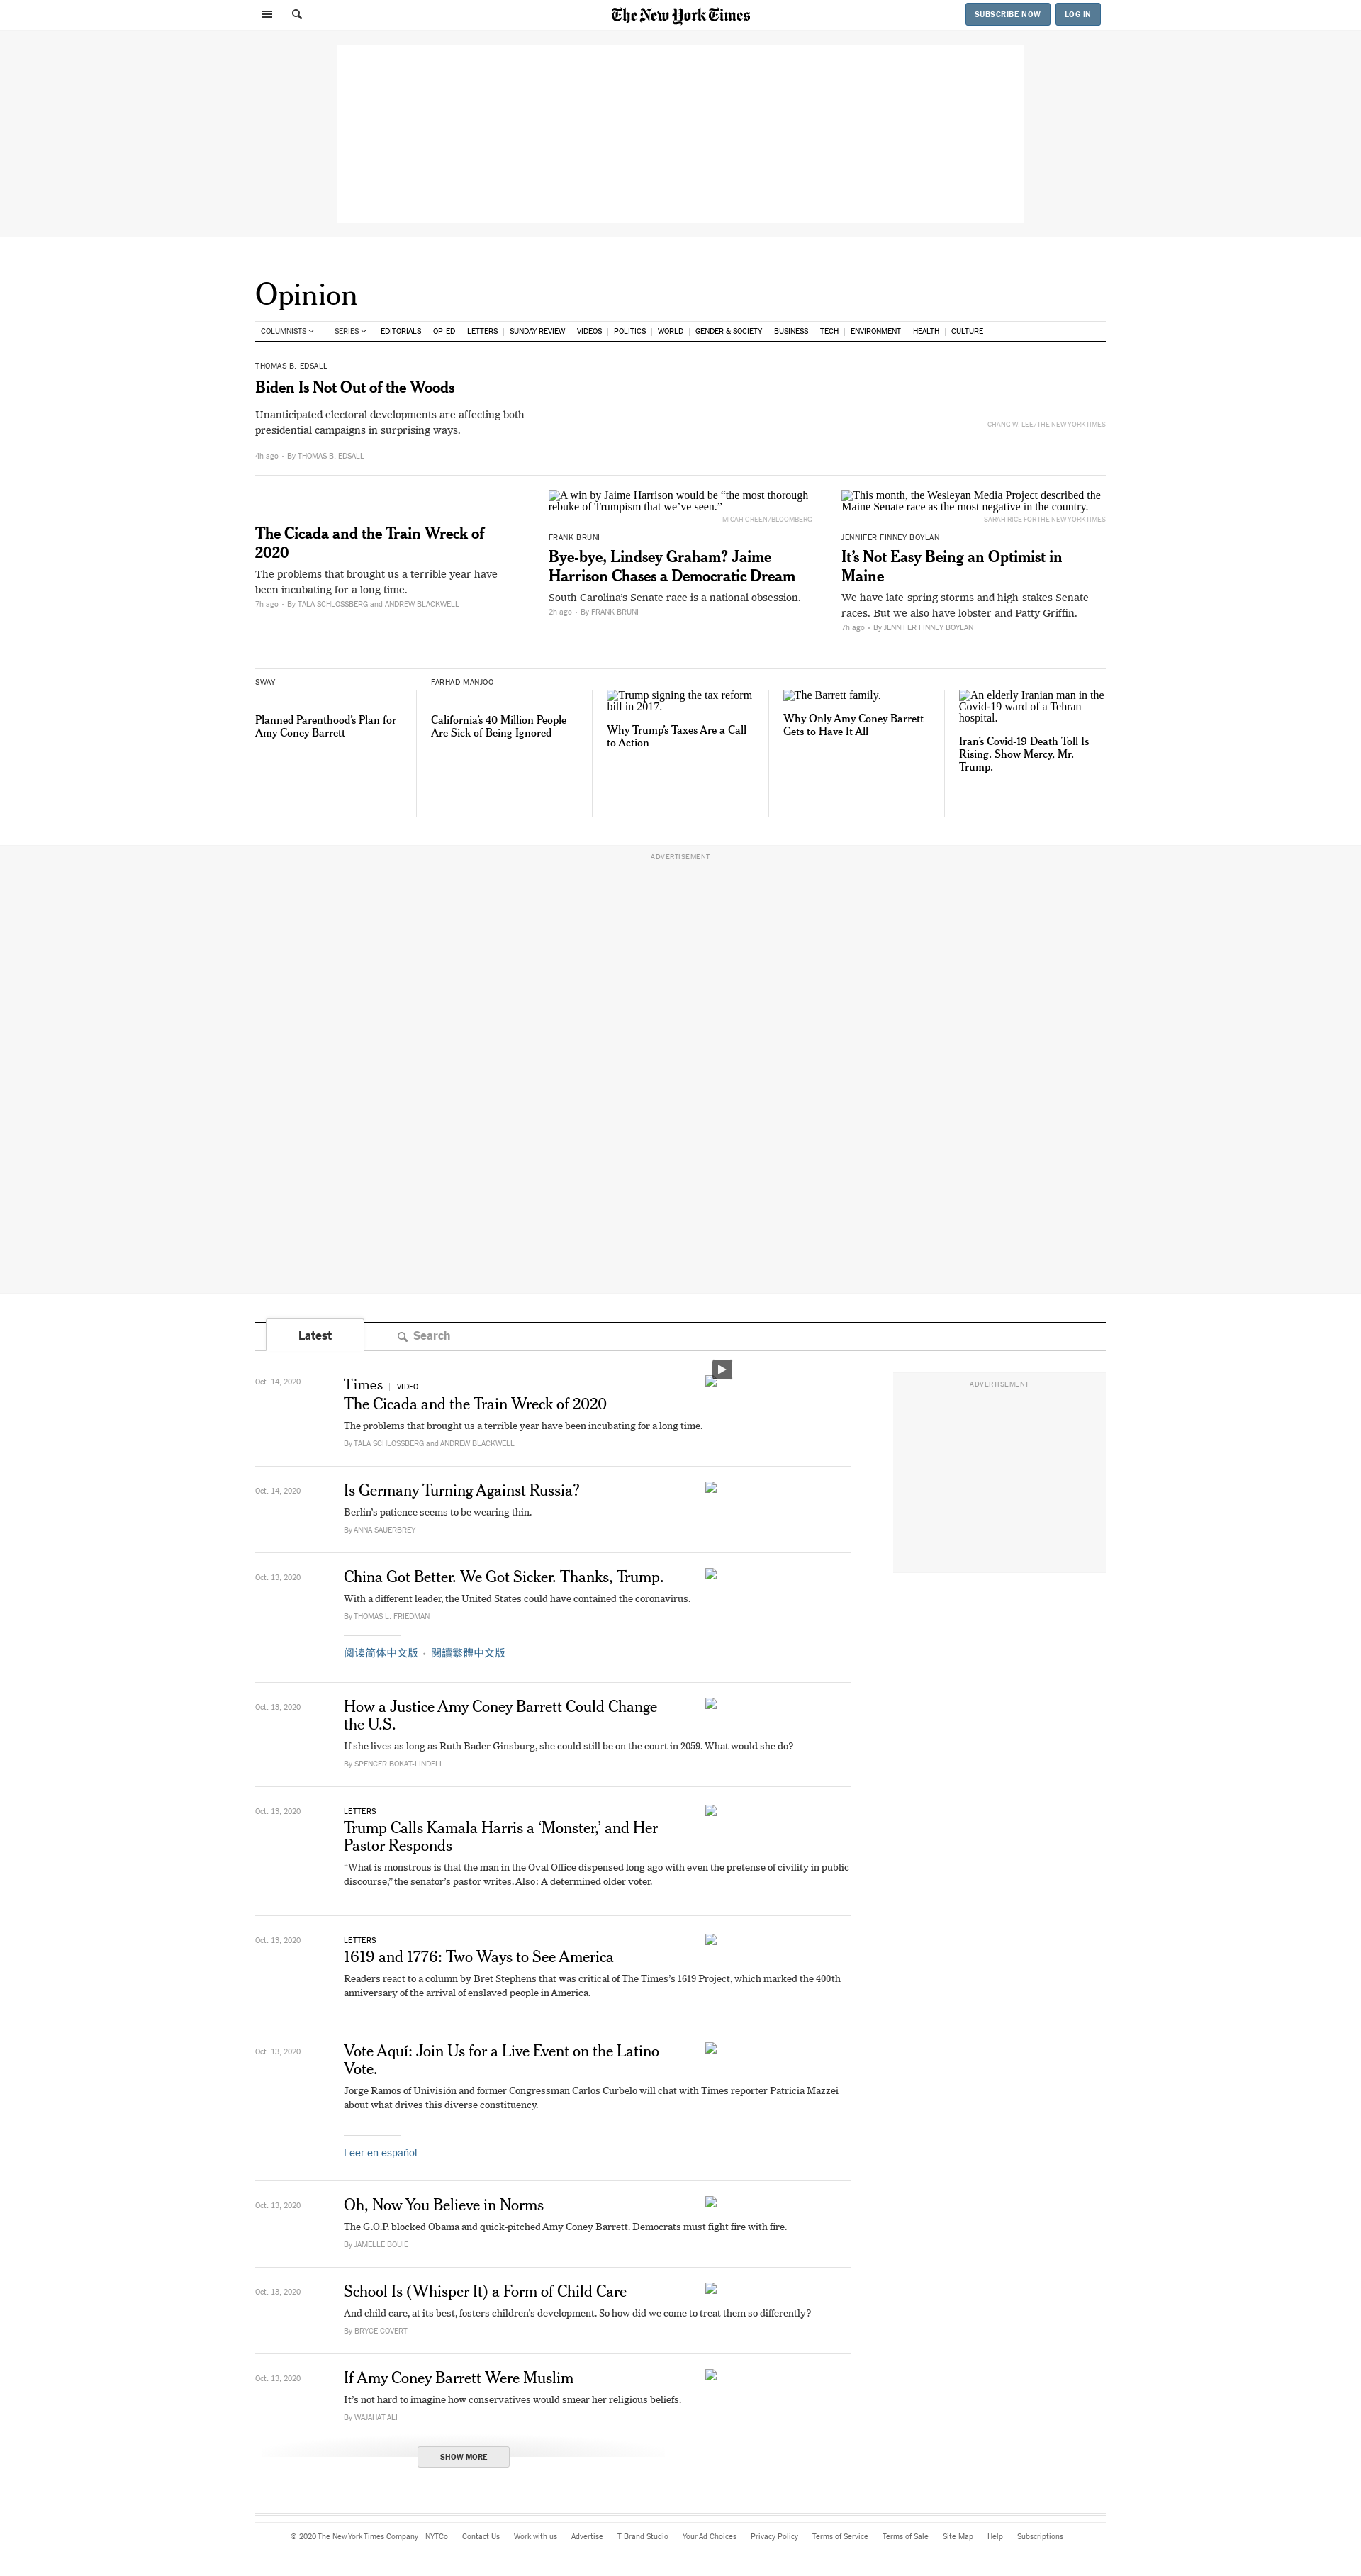 The New York Times
SUBSCRIBE NOW
LOG IN
Opinion
COLUMNISTS | SERIES EDITORIALS | OP-ED | LETTERS | SUNDAY REVIEW | VIDEOS | POLITICS | WORLD | GENDER & SOCIETY | BUSINESS | TECH | ENVIRONMENT | HEALTH | CULTURE
THOMAS B. EDSALL
Biden Is Not Out of the Woods
Unanticipated electoral developments are affecting both
presidential campaigns in surprising ways.
4h ago • By THOMAS B. EDSALL
CHANG W. LEE/THE NEW YORK TIMES
The Cicada and the Train Wreck of
2020
The problems that brought us a terrible year have
been incubating for a long time.
7h ago • By TALA SCHLOSSBERG and ANDREW BLACKWELL
A win by Jaime Harrison would be “the most thorough
rebuke of Trumpism that we’ve seen.”
MICAH GREEN/BLOOMBERG
FRANK BRUNI
Bye-bye, Lindsey Graham? Jaime
Harrison Chases a Democratic Dream
South Carolina’s Senate race is a national obsession.
2h ago • By FRANK BRUNI
This month, the Wesleyan Media Project described the
Maine Senate race as the most negative in the country.
SARAH RICE FOR THE NEW YORK TIMES
JENNIFER FINNEY BOYLAN
It’s Not Easy Being an Optimist in
Maine
We have late-spring storms and high-stakes Senate
races. But we also have lobster and Patty Griffin.
7h ago • By JENNIFER FINNEY BOYLAN
SWAY
Planned Parenthood’s Plan for
Amy Coney Barrett
FARHAD MANJOO
California’s 40 Million People
Are Sick of Being Ignored
Trump signing the tax reform
bill in 2017.
Why Trump’s Taxes Are a Call
to Action
The Barrett family.
Why Only Amy Coney Barrett
Gets to Have It All
An elderly Iranian man in the
Covid-19 ward of a Tehran
hospital.
Iran’s Covid-19 Death Toll Is
Rising. Show Mercy, Mr.
Trump.
ADVERTISEMENT
Latest
Search
ADVERTISEMENT
Oct. 14, 2020
Times | VIDEO
The Cicada and the Train Wreck of 2020
The problems that brought us a terrible year have been incubating for a long time.
By TALA SCHLOSSBERG and ANDREW BLACKWELL
Oct. 14, 2020
Is Germany Turning Against Russia?
Berlin’s patience seems to be wearing thin.
By ANNA SAUERBREY
Oct. 13, 2020
China Got Better. We Got Sicker. Thanks, Trump.
With a different leader, the United States could have contained the coronavirus.
By THOMAS L. FRIEDMAN
阅读简体中文版 • 閱讀繁體中文版
Oct. 13, 2020
How a Justice Amy Coney Barrett Could Change
the U.S.
If she lives as long as Ruth Bader Ginsburg, she could still be on the court in 2059. What would she do?
By SPENCER BOKAT-LINDELL
Oct. 13, 2020
LETTERS
Trump Calls Kamala Harris a ‘Monster,’ and Her
Pastor Responds
“What is monstrous is that the man in the Oval Office dispensed long ago with even the pretense of civility in public
discourse,” the senator’s pastor writes. Also: A determined older voter.
Oct. 13, 2020
LETTERS
1619 and 1776: Two Ways to See America
Readers react to a column by Bret Stephens that was critical of The Times’s 1619 Project, which marked the 400th
anniversary of the arrival of enslaved people in America.
Oct. 13, 2020
Vote Aquí: Join Us for a Live Event on the Latino
Vote.
Jorge Ramos of Univisión and former Congressman Carlos Curbelo will chat with Times reporter Patricia Mazzei
about what drives this diverse constituency.
Leer en español
Oct. 13, 2020
Oh, Now You Believe in Norms
The G.O.P. blocked Obama and quick-pitched Amy Coney Barrett. Democrats must fight fire with fire.
By JAMELLE BOUIE
Oct. 13, 2020
School Is (Whisper It) a Form of Child Care
And child care, at its best, fosters children’s development. So how did we come to treat them so differently?
By BRYCE COVERT
Oct. 13, 2020
If Amy Coney Barrett Were Muslim
It’s not hard to imagine how conservatives would smear her religious beliefs.
By WAJAHAT ALI
SHOW MORE
© 2020 The New York Times Company NYTCo Contact Us Work with us Advertise T Brand Studio Your Ad Choices Privacy Policy Terms of Service Terms of Sale Site Map Help Subscriptions